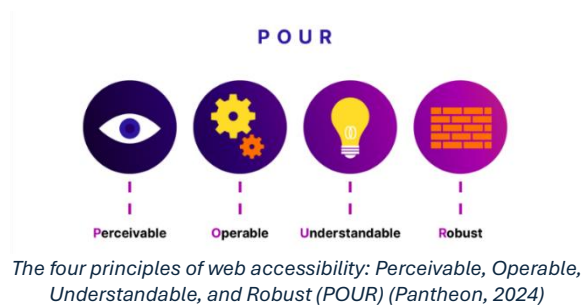 POUR
Perceivable Operable Understandable Robust
The four principles of web accessibility: Perceivable, Operable,
Understandable, and Robust (POUR) (Pantheon, 2024)